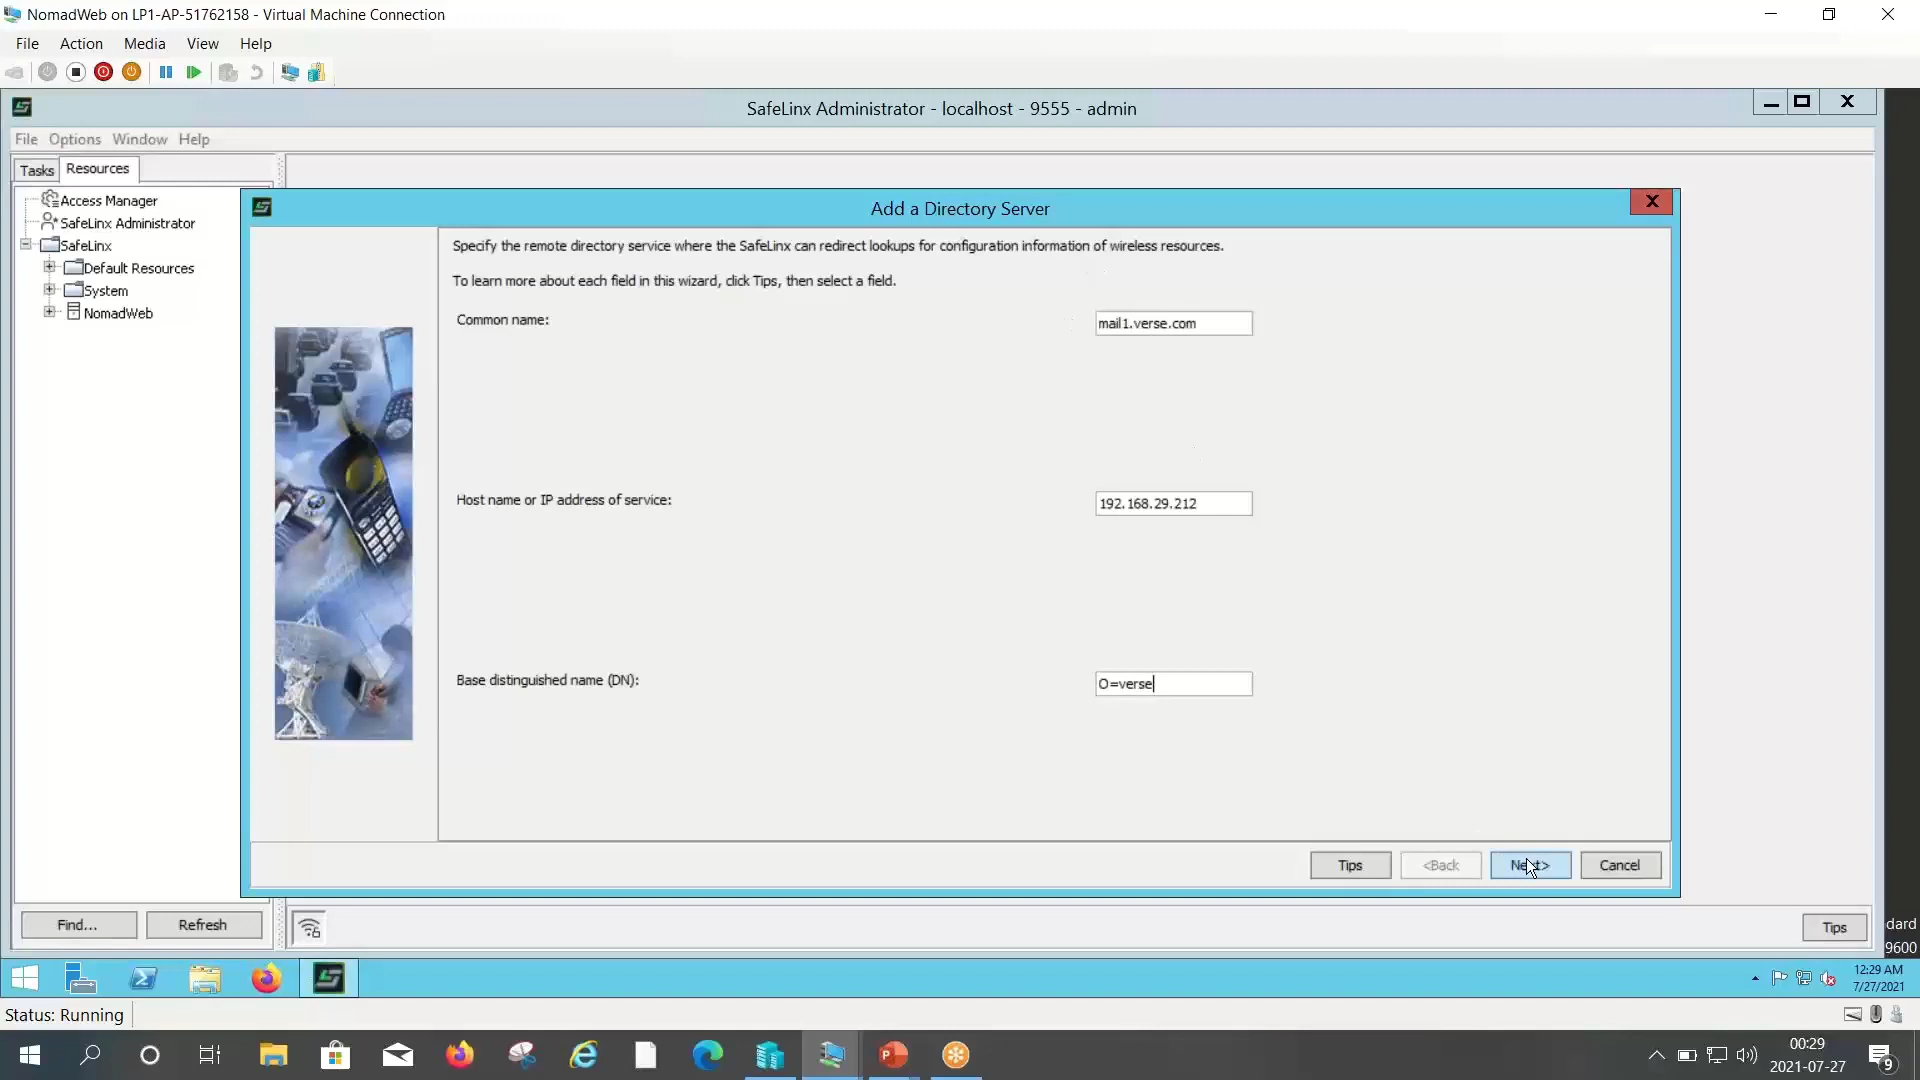 NomadWeb on LP1-AP-51762158 - Virtual Machine Connection
File Action Media View Help
SafeLinx Administrator - localhost - 9555 - admin
File Options Window Help
Tasks Resources
Access Manager
SafeLinx Administrator
SafeLinx
Default Resources
System
NomadWeb
Add a Directory Server
Specify the remote directory service where the SafeLinx can redirect lookups for configuration information of wireless resources.
To learn more about each field in this wizard, click Tips, then select a field.
Common name: mail1.verse.com
Host name or IP address of service: 192.168.29.212
Base distinguished name (DN): O=verse
Tips <Back Next> Cancel
Find... Refresh
Tips
dard
9600
12:29 AM
7/27/2021
Status: Running
00:29
2021-07-27
9